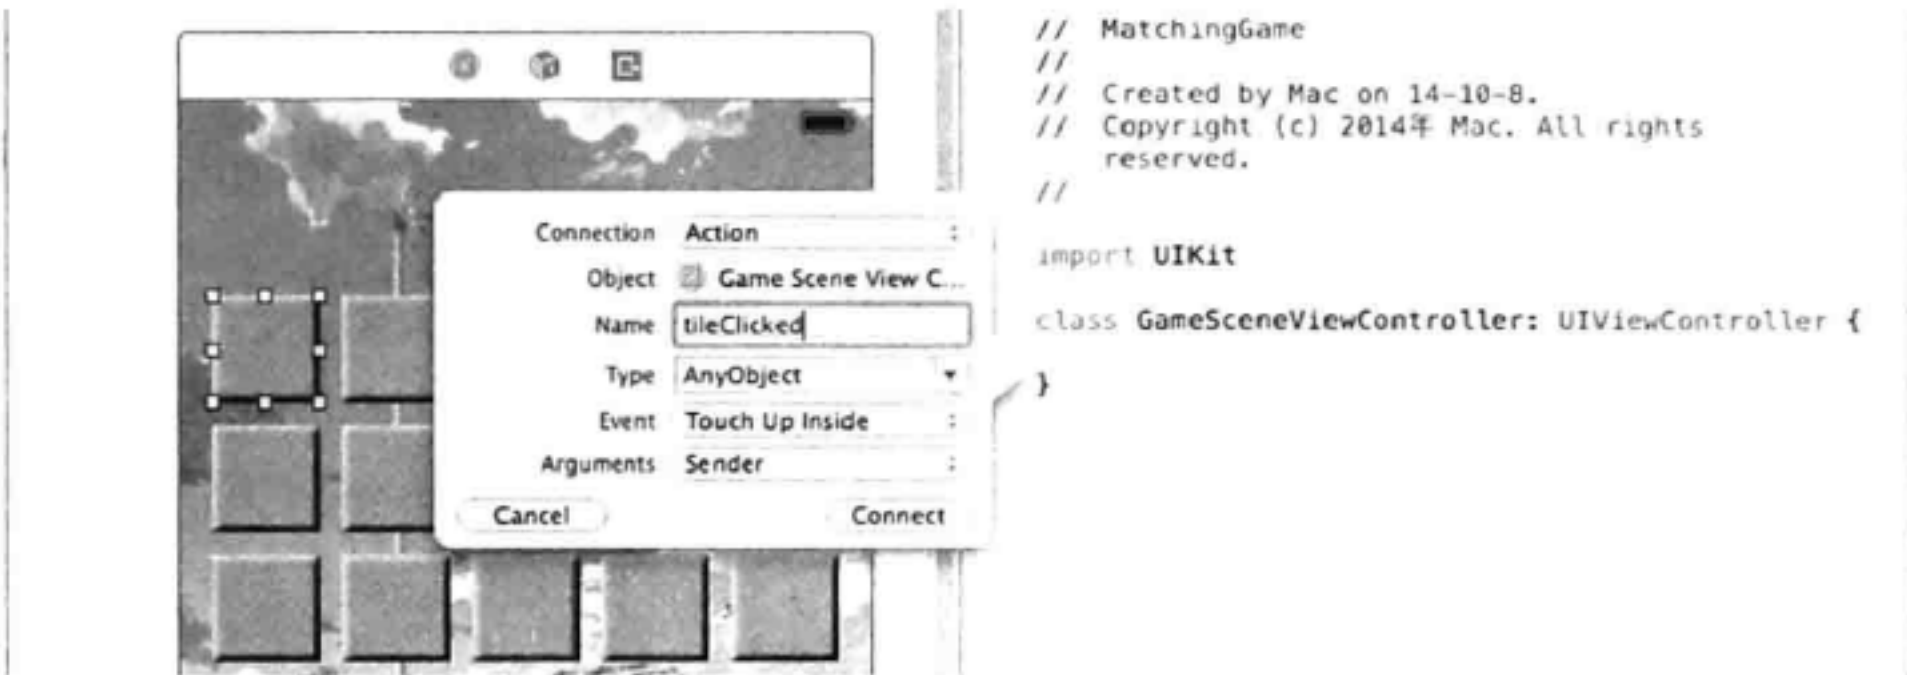 Connection Action
Object Game Scene View C...
Name tileClicked
Type AnyObject
Event Touch Up Inside
Arguments Sender
Cancel Connect
// MatchingGame
//
// Created by Mac on 14-10-8.
// Copyright (c) 2014年 Mac. All rights
reserved.
//
import UIKit
class GameSceneViewController: UIViewController {
}